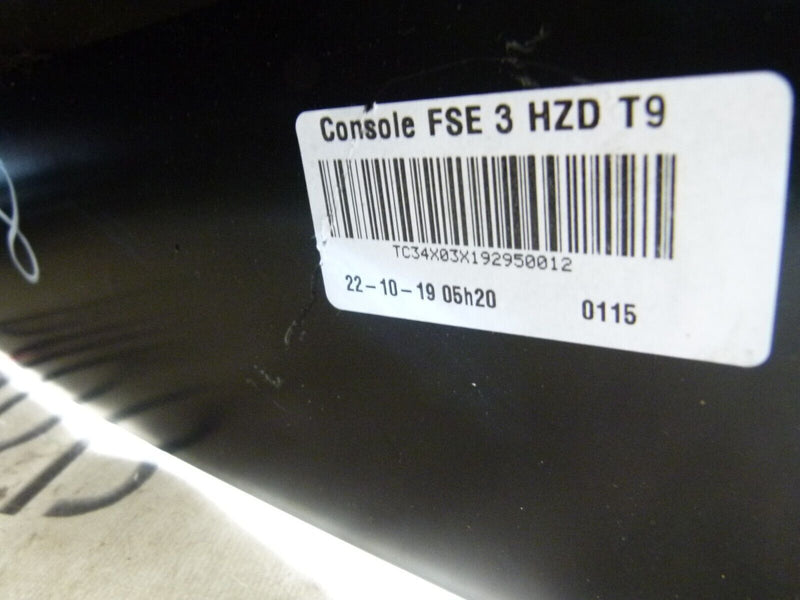 Console FSE 3 HZD T9
TC34X03X192950012
22-10-19 05h20 0115